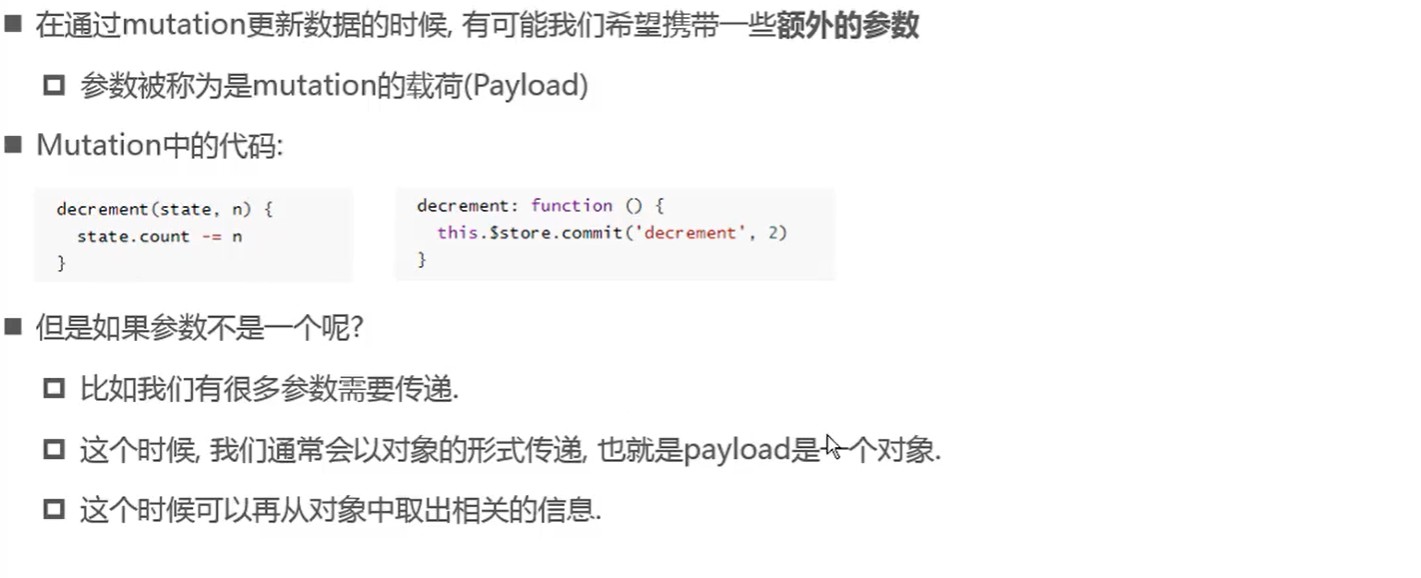 在通过mutation更新数据的时候, 有可能我们希望携带一些额外的参数
参数被称为是mutation的载荷(Payload)
Mutation中的代码:
decrement(state, n) {
state.count -= n
}
decrement: function () {
this.$store.commit('decrement', 2)
}
但是如果参数不是一个呢?
比如我们有很多参数需要传递.
这个时候, 我们通常会以对象的形式传递, 也就是payload是一个对象.
这个时候可以再从对象中取出相关的信息.